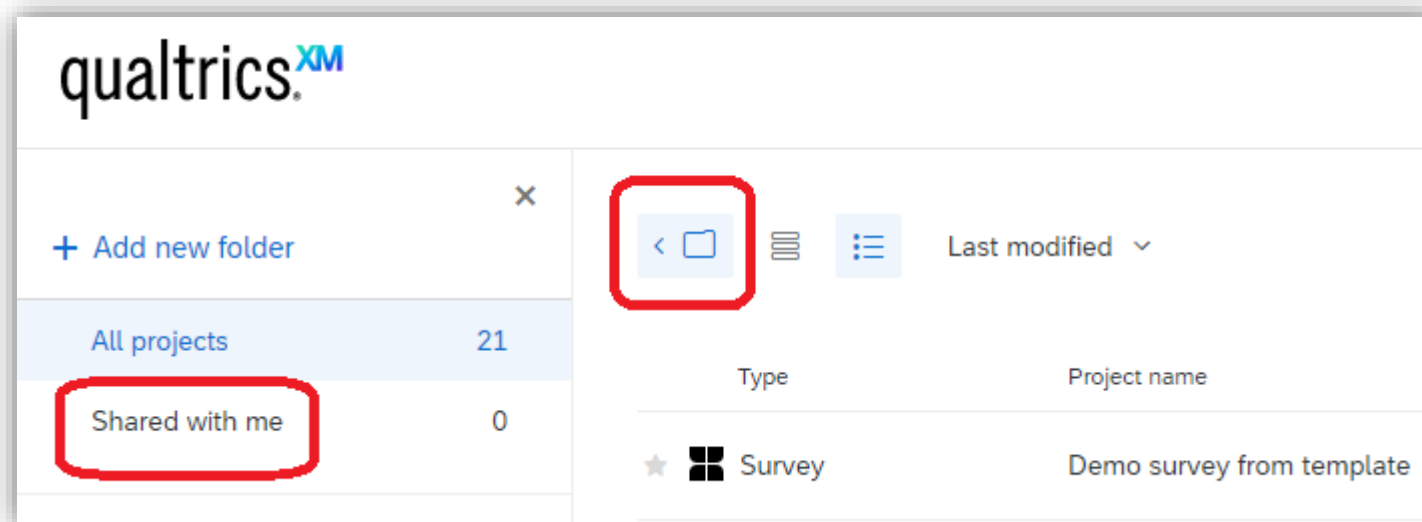 qualtrics.XM
+ Add new folder
All projects 21
Shared with me 0
Last modified
Type Project name
Survey Demo survey from template